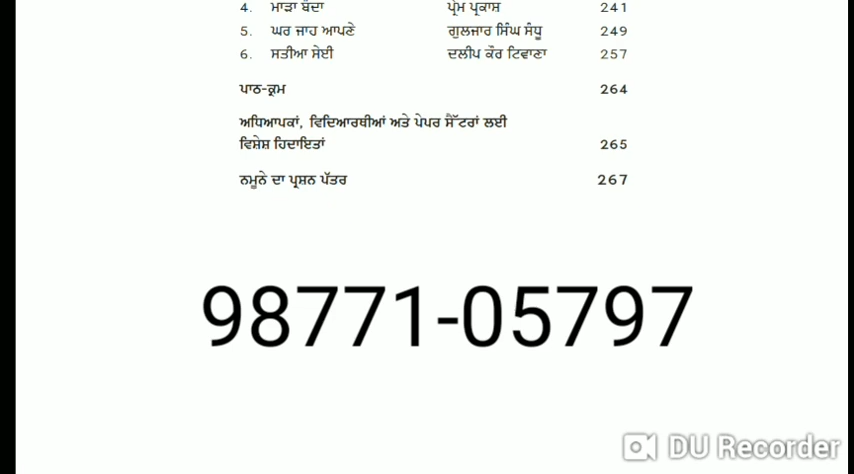 4. ਮਾੜਾ ਬੰਦਾ ਪ੍ਰੇਮ ਪ੍ਰਕਾਸ਼ 241
5. ਘਰ ਜਾਹ ਆਪਣੇ ਗੁਲਜ਼ਾਰ ਸਿੰਘ ਸੰਧੂ 249
6. ਸਤੀਆ ਸੇਈ ਦਲੀਪ ਕੌਰ ਟਿਵਾਣਾ 257
ਪਾਠ-ਕ੍ਰਮ 264
ਅਧਿਆਪਕਾਂ, ਵਿਦਿਆਰਥੀਆਂ ਅਤੇ ਪੇਪਰ ਸੈੱਟਰਾਂ ਲਈ
ਵਿਸ਼ੇਸ਼ ਹਿਦਾਇਤਾਂ 265
ਨਮੂਨੇ ਦਾ ਪ੍ਰਸ਼ਨ ਪੱਤਰ 267
98771-05797
DU Recorder